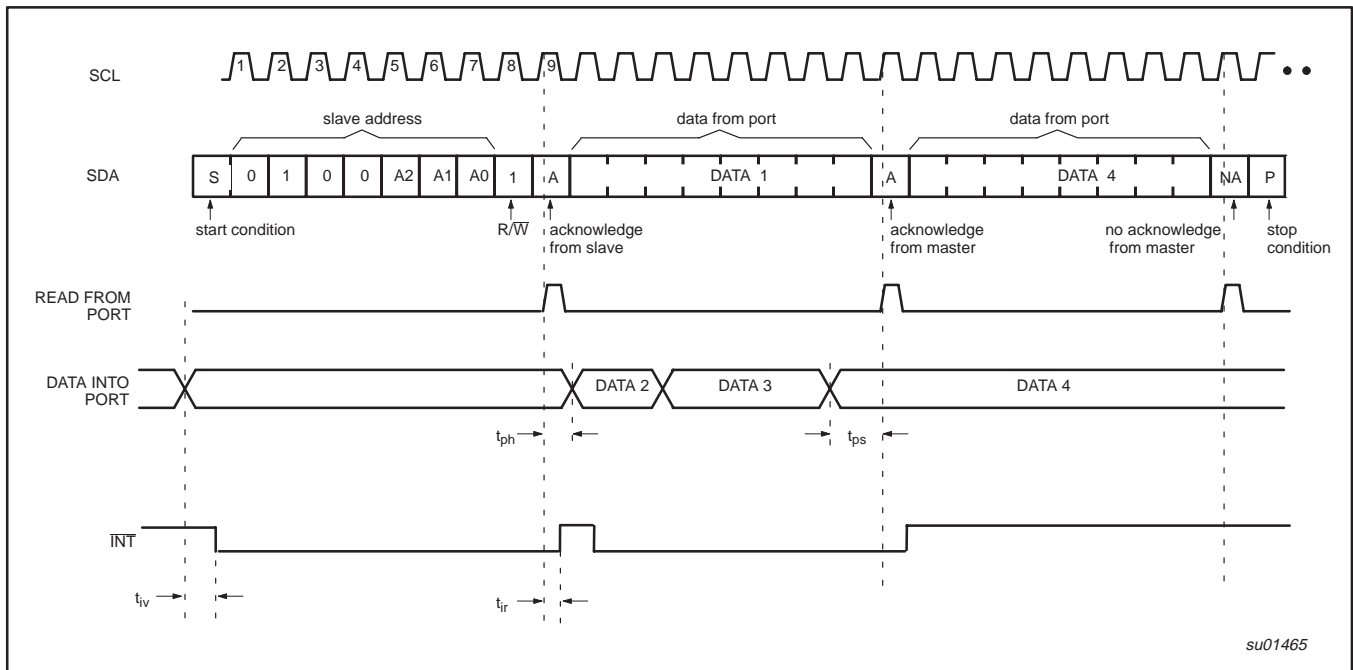 SCL
1 2 3 4 5 6 7 8 9
slave address
data from port
data from port
SDA
S 0 1 0 0 A2 A1 A0 1 A DATA 1 A DATA 4 NA P
start condition
R/W̅
acknowledge
from slave
acknowledge
from master
no acknowledge
from master
stop
condition
READ FROM
PORT
DATA INTO
PORT
DATA 2
DATA 3
DATA 4
tph
tps
I̅N̅T̅
tiv
tir
su01465